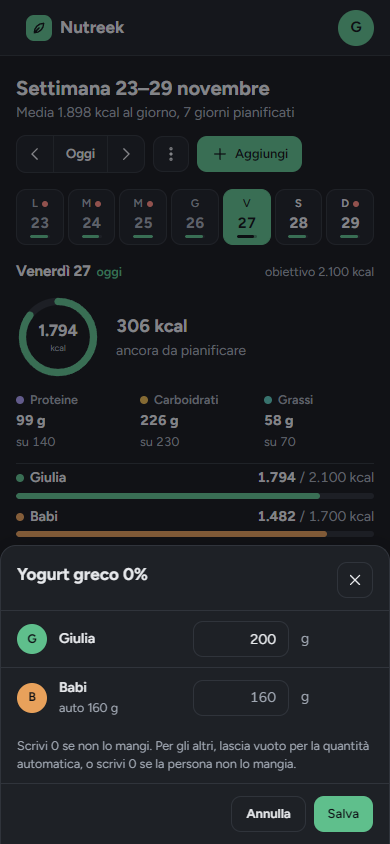 Nutreek
G
Settimana 23–29 novembre
Media 1.898 kcal al giorno, 7 giorni pianificati
Oggi
Aggiungi
L M M G V S D
23 24 25 26 27 28 29
Venerdì 27 oggi obiettivo 2.100 kcal
1.794
kcal
306 kcal
ancora da pianificare
Proteine Carboidrati Grassi
99 g 226 g 58 g
su 140 su 230 su 70
Giulia 1.794 / 2.100 kcal
Babi 1.482 / 1.700 kcal
Yogurt greco 0%
G Giulia 200 g
B Babi 160 g
auto 160 g
Scrivi 0 se non lo mangi. Per gli altri, lascia vuoto per la quantità
automatica, o scrivi 0 se la persona non lo mangia.
Annulla Salva